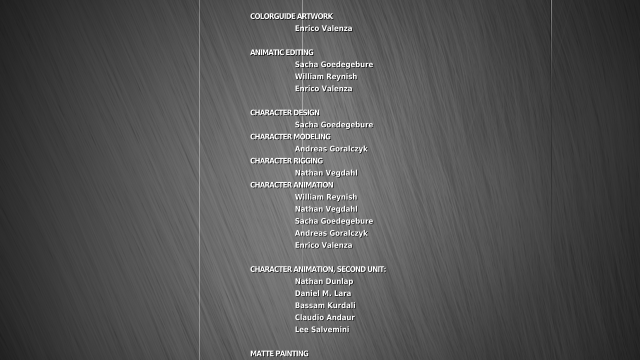 COLORGUIDE ARTWORK
Enrico Valenza
ANIMATIC EDITING
Sacha Goedegebure
William Reynish
Enrico Valenza
CHARACTER DESIGN
Sacha Goedegebure
CHARACTER MODELING
Andreas Goralczyk
CHARACTER RIGGING
Nathan Vegdahl
CHARACTER ANIMATION
William Reynish
Nathan Vegdahl
Sacha Goedegebure
Andreas Goralczyk
Enrico Valenza
CHARACTER ANIMATION, SECOND UNIT:
Nathan Dunlap
Daniel M. Lara
Bassam Kurdali
Claudio Andaur
Lee Salvemini
MATTE PAINTING